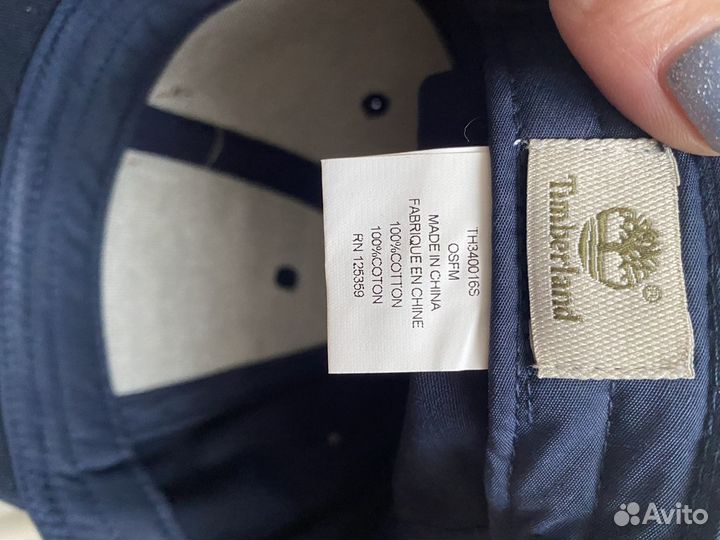 TH340016S
OSFM
MADE IN CHINA
FABRIQUE EN CHINE
100%COTTON
100%COTON
RN 125359
Timberland®
Avito